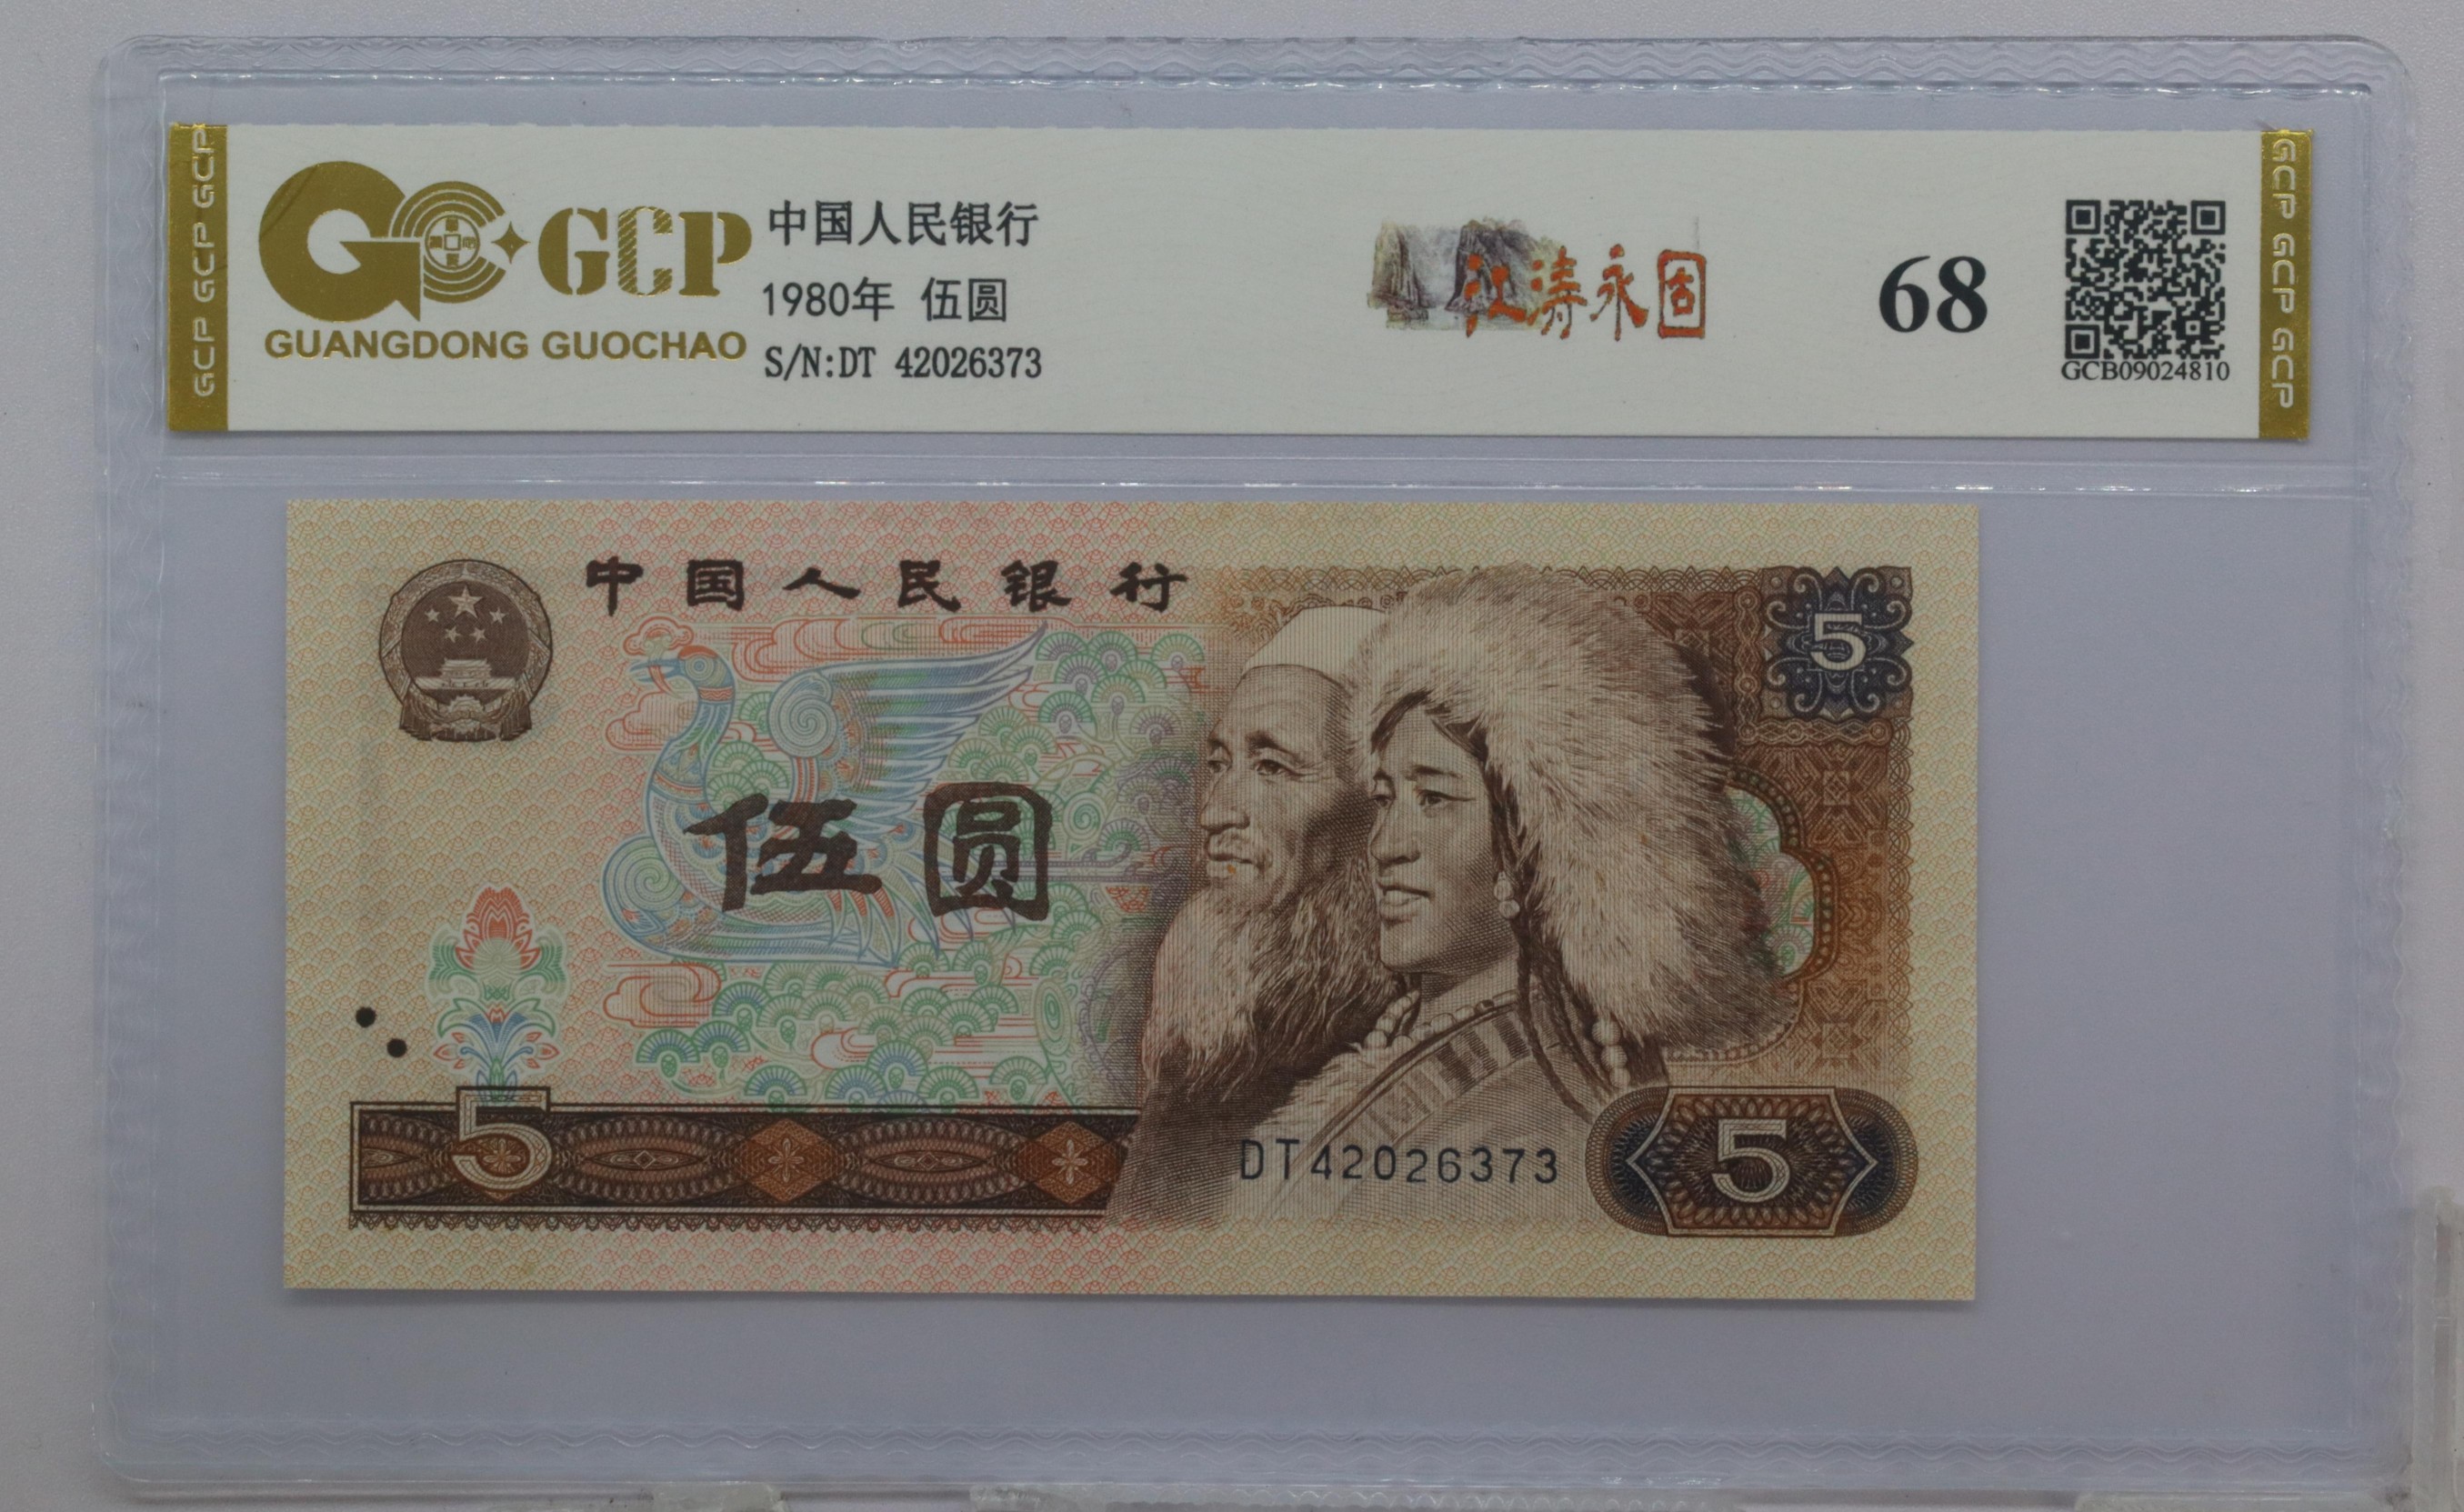 GCP GCP GCP
GCP
GUANGDONG GUOCHAO
中国人民银行
1980年 伍圆
S/N:DT 42026373
江涛永固
68
GCB09024810
GCP GCP GCP
中国人民银行
5
伍圆
5
DT42026373
5